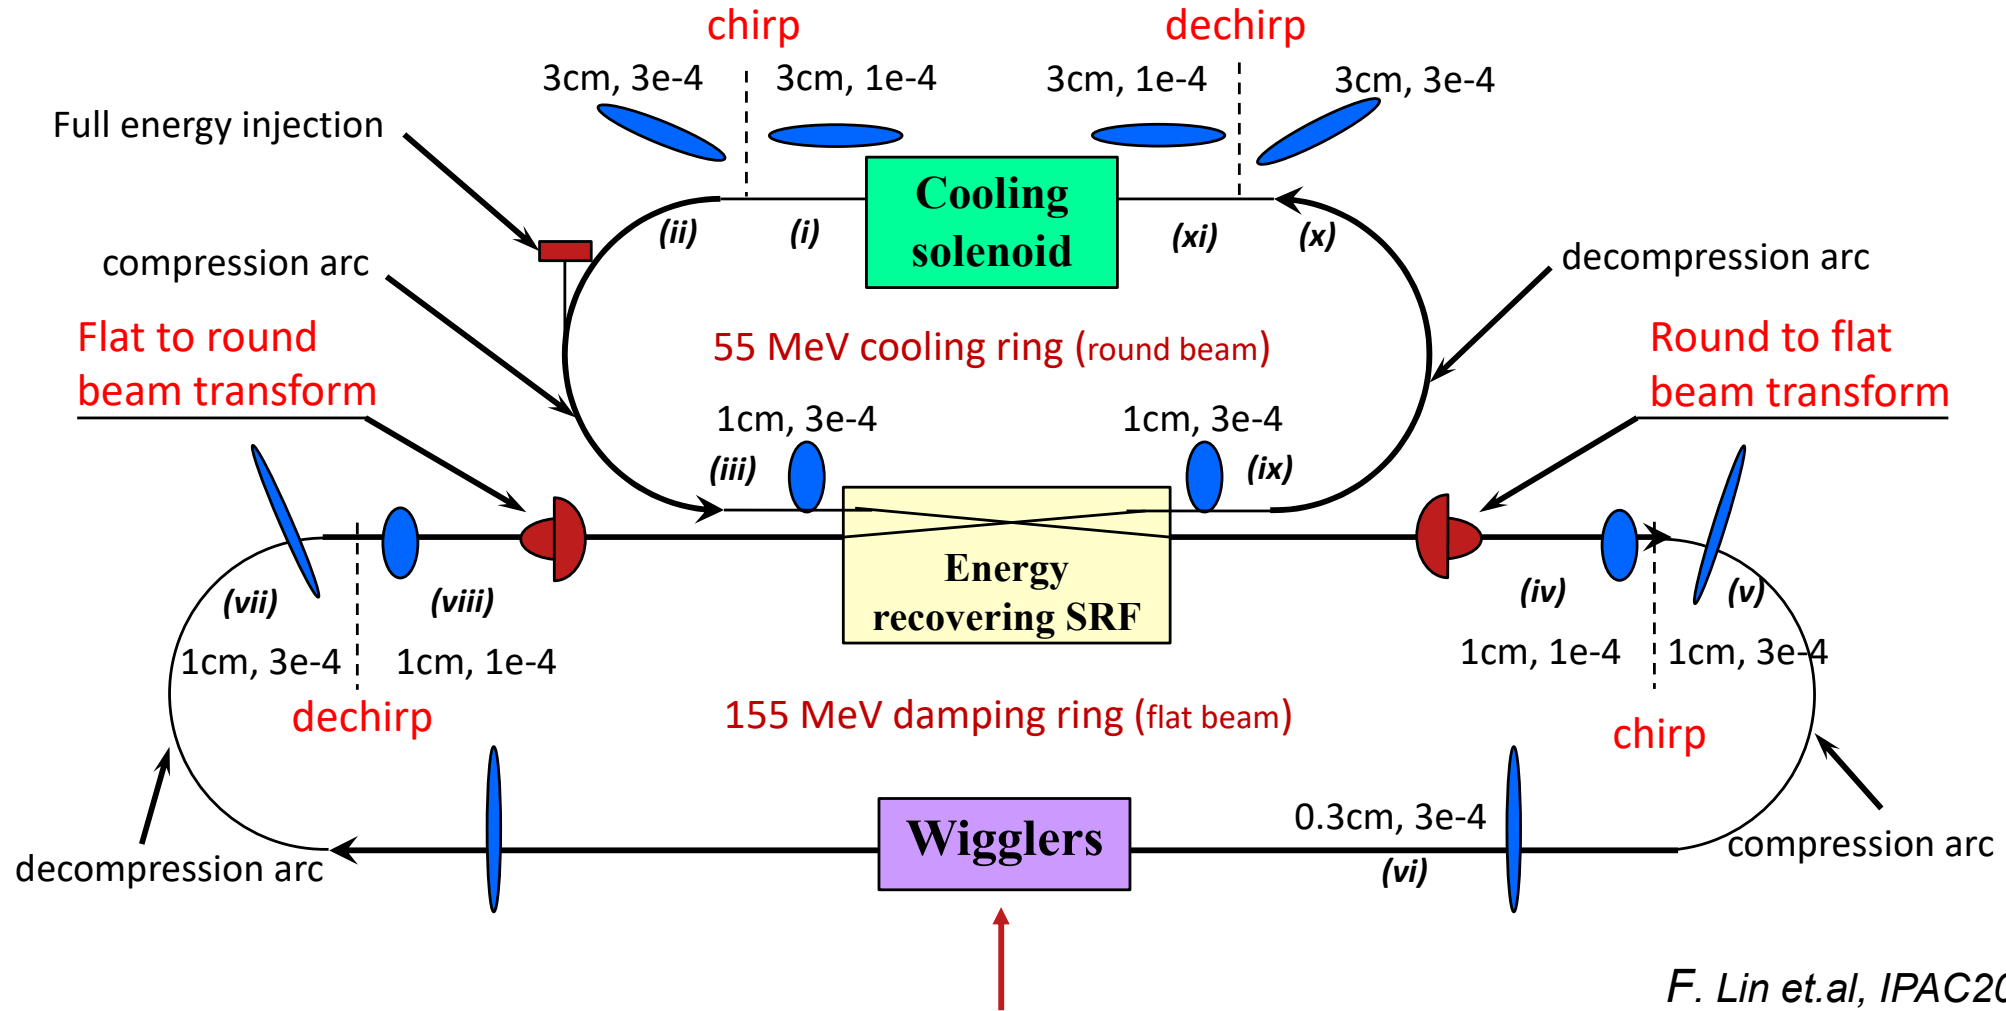 chirp
dechirp
3cm, 3e-4
3cm, 1e-4
3cm, 1e-4
3cm, 3e-4
Full energy injection
Cooling
solenoid
(ii)
(i)
(xi)
(x)
compression arc
decompression arc
Flat to round
beam transform
55 MeV cooling ring (round beam)
Round to flat
beam transform
1cm, 3e-4
1cm, 3e-4
(iii)
(ix)
Energy
recovering SRF
(vii)
(viii)
(iv)
(v)
1cm, 3e-4
1cm, 1e-4
1cm, 1e-4
1cm, 3e-4
dechirp
155 MeV damping ring (flat beam)
chirp
Wigglers
0.3cm, 3e-4
(vi)
decompression arc
compression arc
F. Lin et.al, IPAC20